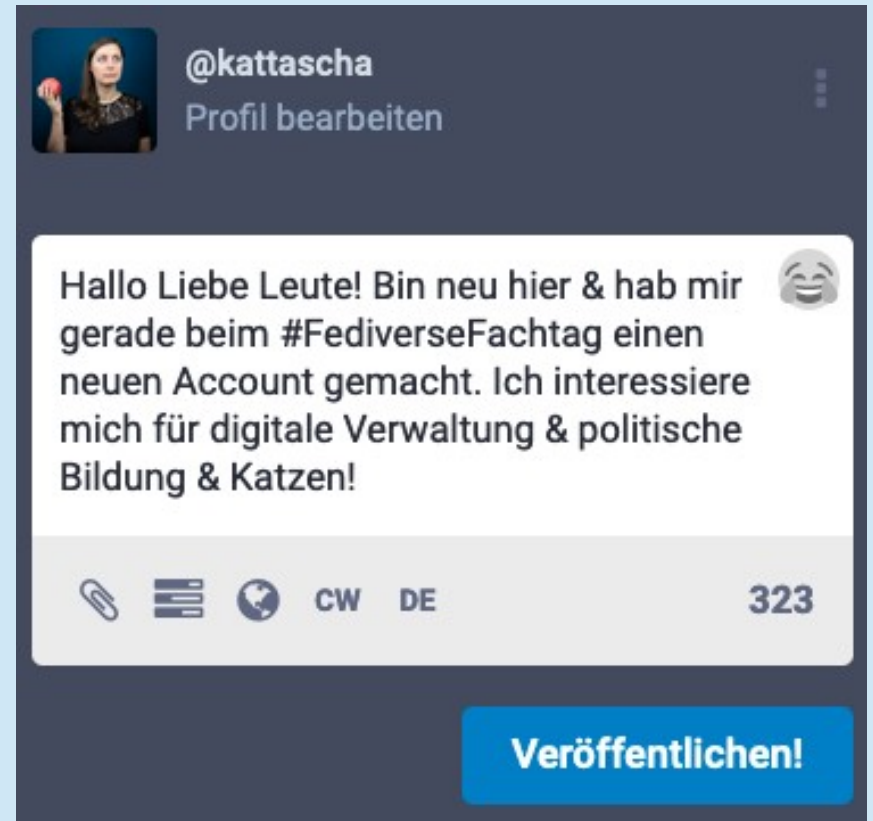 @kattascha
Profil bearbeiten
Hallo Liebe Leute! Bin neu hier & hab mir
gerade beim #FediverseFachtag einen
neuen Account gemacht. Ich interessiere
mich für digitale Verwaltung & politische
Bildung & Katzen!
CW DE 323
Veröffentlichen!